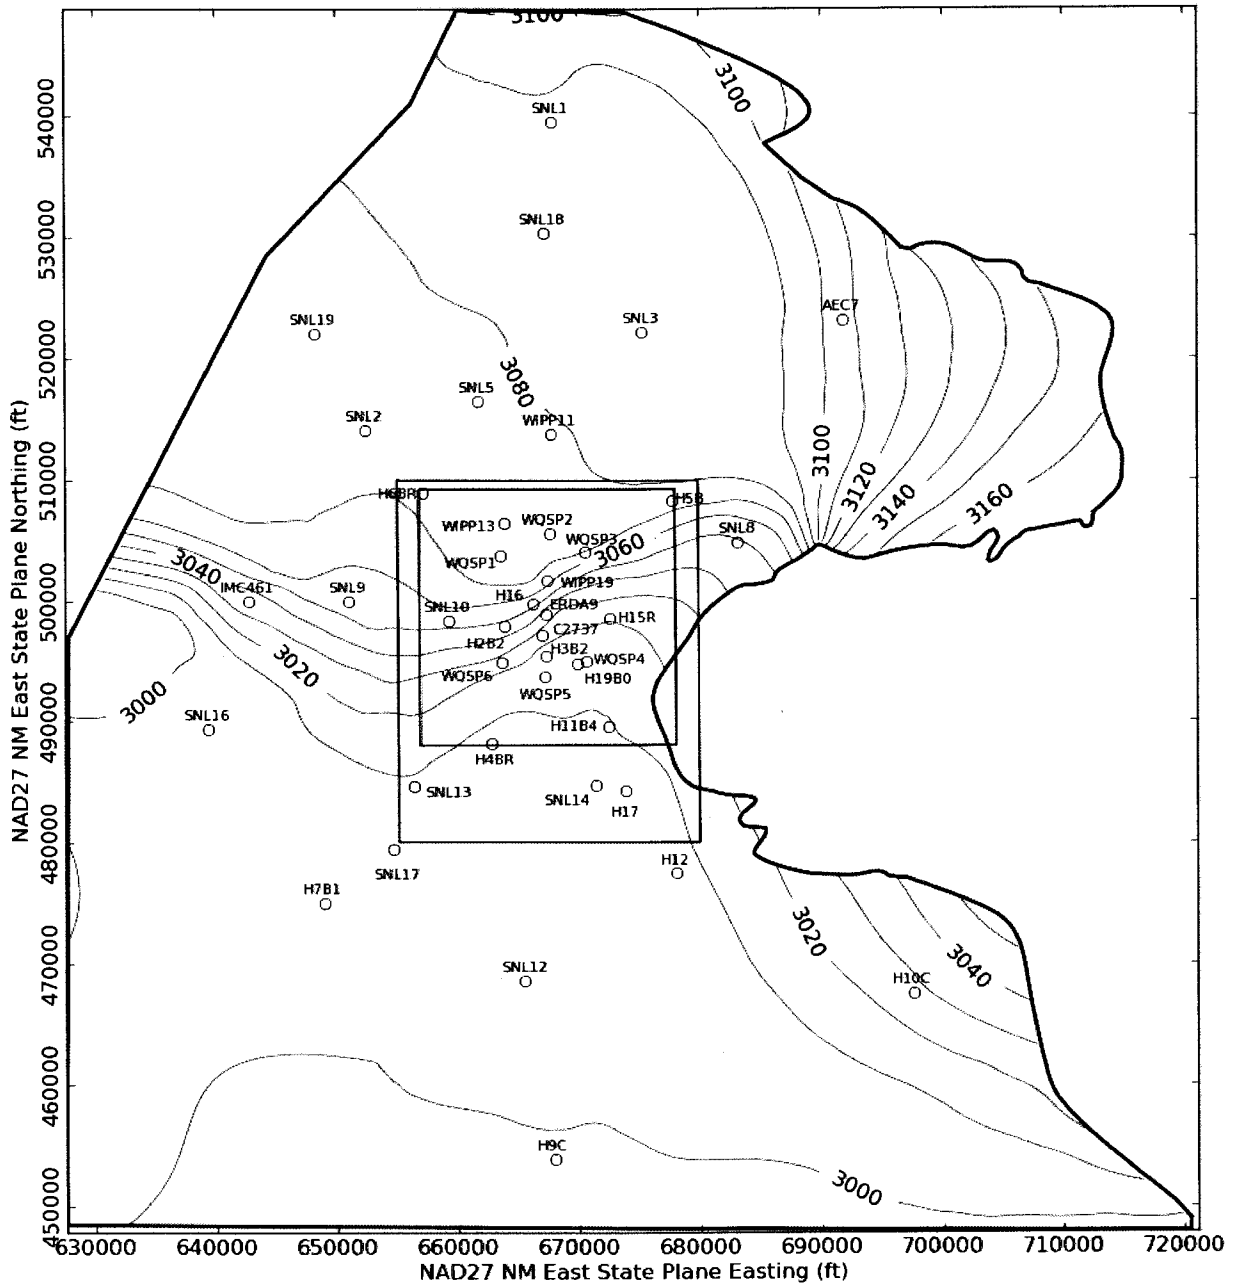 3100
3100
SNL1
540000
SNL18
530000
AEC7
SNL19
SNL3
520000
3080
SNL5
SNL2
WIPP11
3100
3120
3140
3160
510000
H6BR
H5B
WIPP13
WQSP2
SNL8
WQSP3
3060
WQSP1
3040
WIPP19
IMC461
SNL9
H16
500000
SNL10
ERDA9
H15R
C2737
H2B2
H3B2
3020
WQSP4
WQSP6
H19B0
WQSP5
3000
SNL16
H11B4
490000
H4BR
SNL13
SNL14
H17
480000
H12
SNL17
H7B1
3020
3040
SNL12
H10C
470000
460000
H9C
3000
450000
630000 640000 650000 660000 670000 680000 690000 700000 710000 720000
NAD27 NM East State Plane Easting (ft)
NAD27 NM East State Plane Northing (ft)